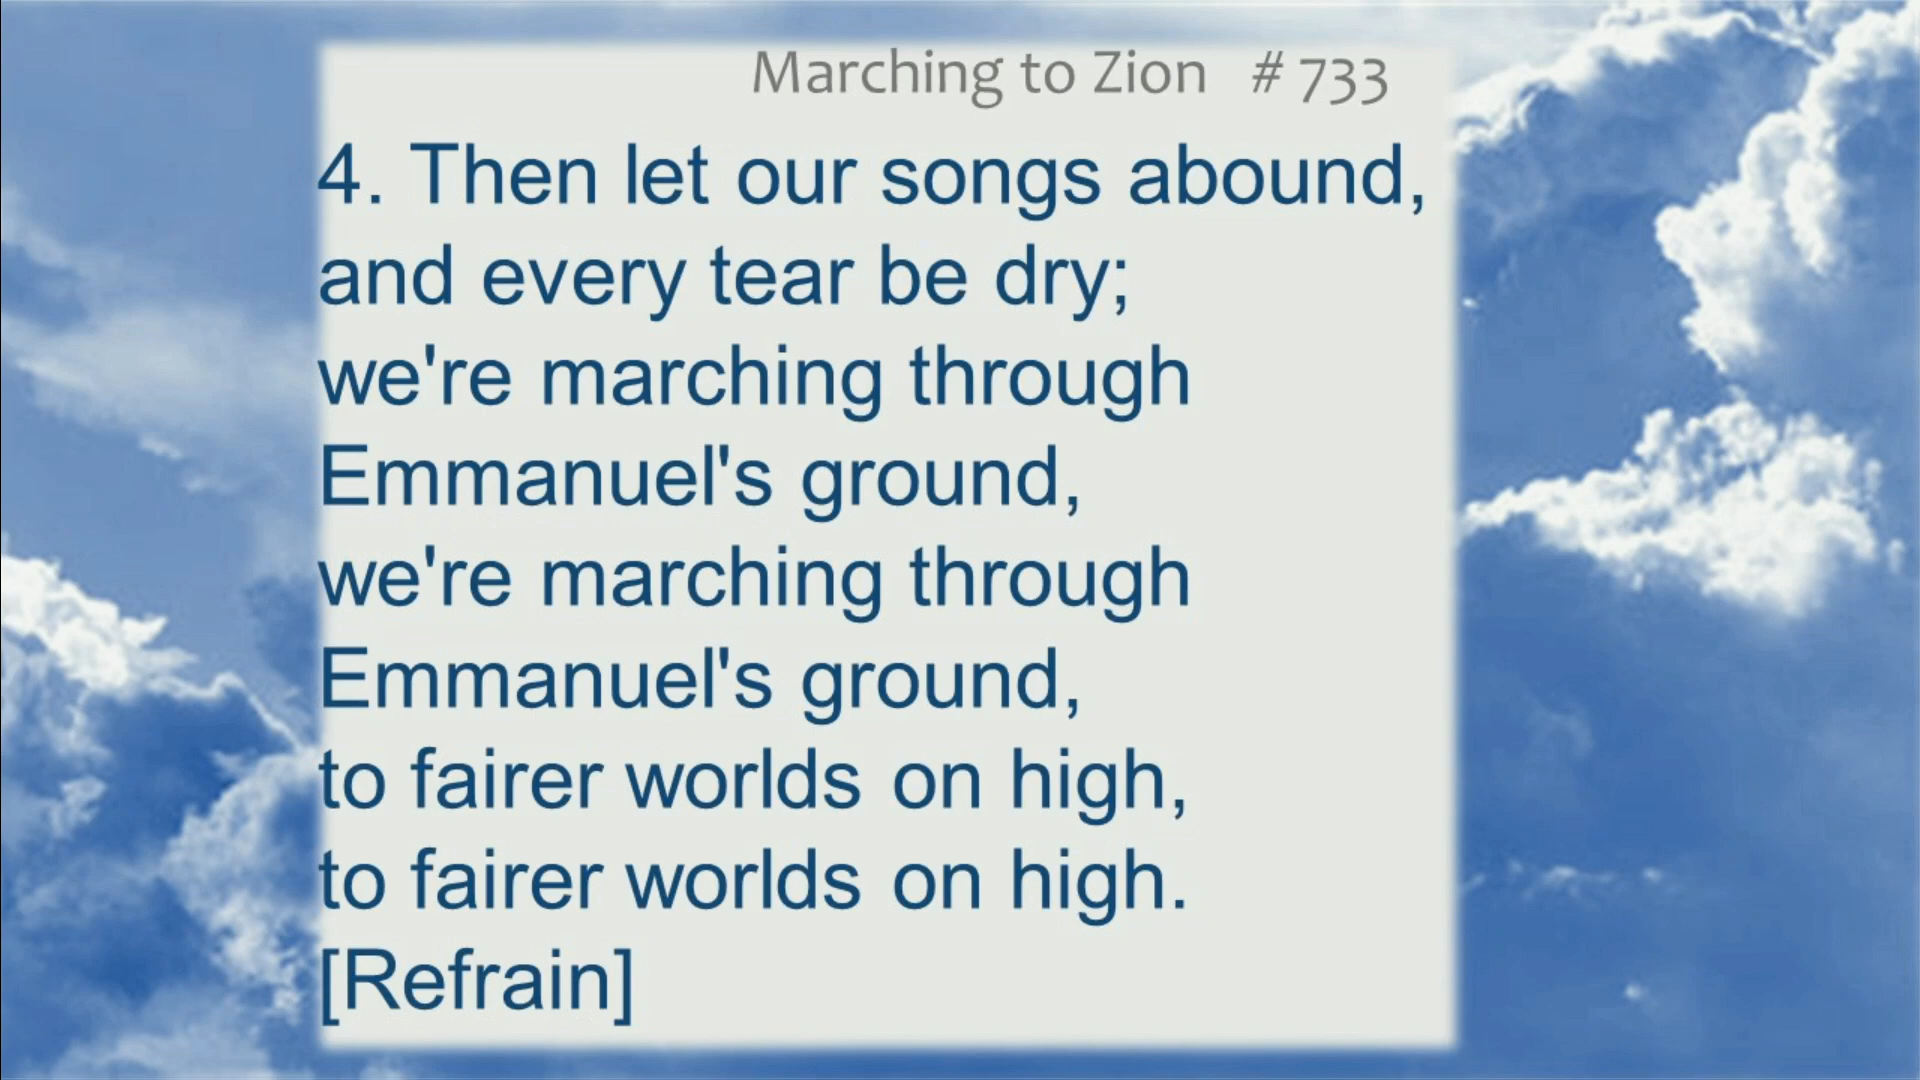 Marching to Zion # 733
4. Then let our songs abound,
and every tear be dry;
we're marching through
Emmanuel's ground,
we're marching through
Emmanuel's ground,
to fairer worlds on high,
to fairer worlds on high.
[Refrain]